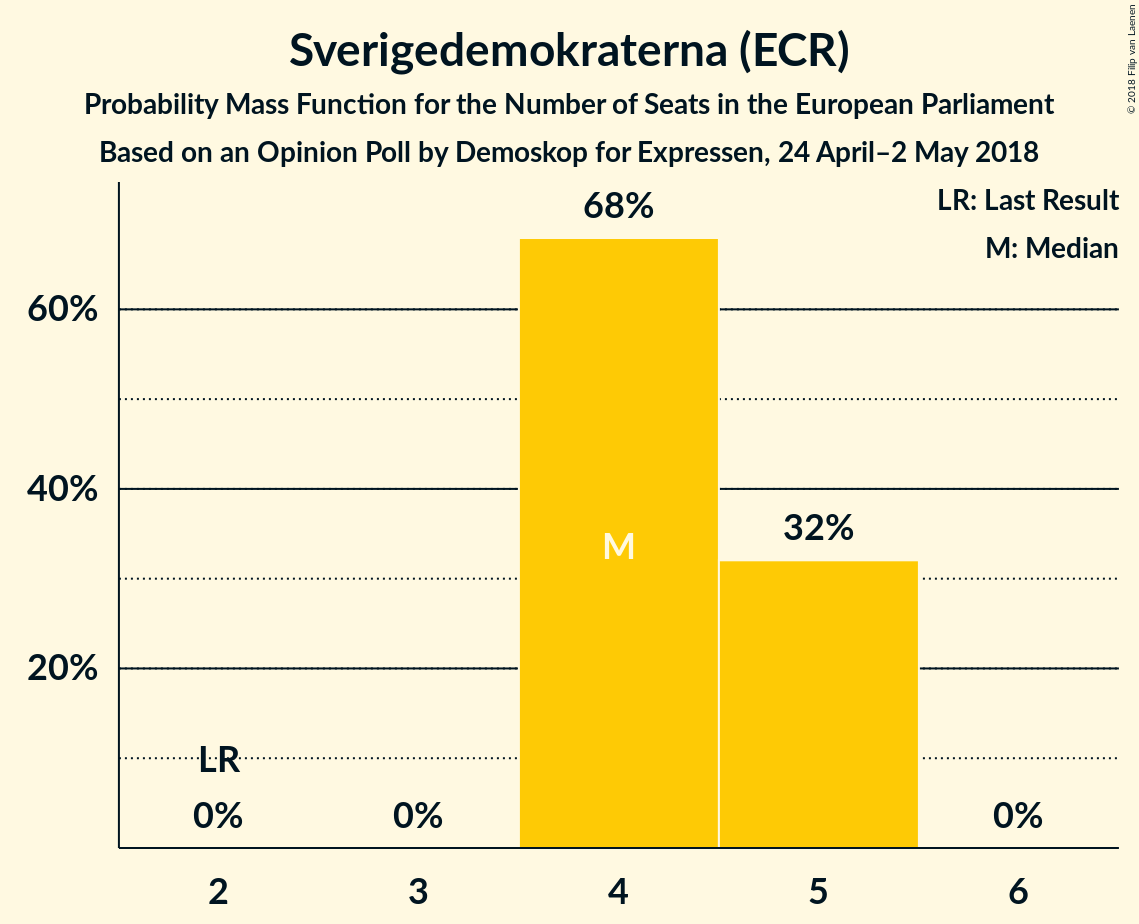 Sverigedemokraterna (ECR)
Probability Mass Function for the Number of Seats in the European Parliament
Based on an Opinion Poll by Demoskop for Expressen, 24 April–2 May 2018
© 2018 Filip van Laenen
LR: Last Result
M: Median
68%
60%
40%
32%
M
20%
LR
0% 0% 0%
2 3 4 5 6